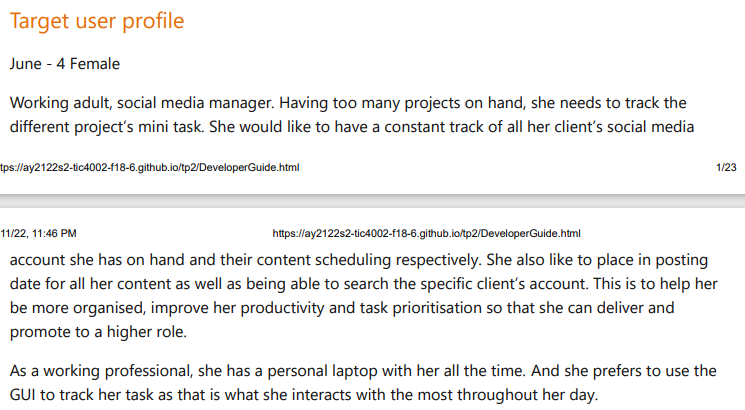 Target user profile
June - 4 Female
Working adult, social media manager. Having too many projects on hand, she needs to track the
different project’s mini task. She would like to have a constant track of all her client’s social media
tps://ay2122s2-tic4002-f18-6.github.io/tp2/DeveloperGuide.html 1/23
11/22, 11:46 PM https://ay2122s2-tic4002-f18-6.github.io/tp2/DeveloperGuide.html
account she has on hand and their content scheduling respectively. She also like to place in posting
date for all her content as well as being able to search the specific client’s account. This is to help her
be more organised, improve her productivity and task prioritisation so that she can deliver and
promote to a higher role.
As a working professional, she has a personal laptop with her all the time. And she prefers to use the
GUI to track her task as that is what she interacts with the most throughout her day.